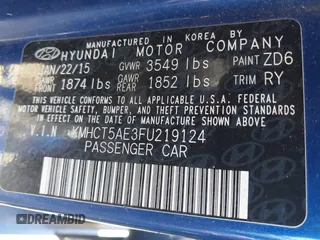 MANUFACTURED IN KOREA BY
HYUNDAI MOTOR COMPANY
JAN/22/15 GVWR 3549 lbs PAINT ZD6
GAWR FRONT 1874 lbs GAWR REAR 1852 lbs TRIM RY
THIS VEHICLE CONFORMS TO ALL APPLICABLE U.S.A FEDERAL
MOTOR VEHICLE SAFETY, BUMPER, AND THEFT PREVENTION
STANDARDS IN EFFECT ON THE DATE OF MANUFACTURE SHOWN ABOVE.
V.I.N KMHCT5AE3FU219124
PASSENGER CAR
DREAMBID